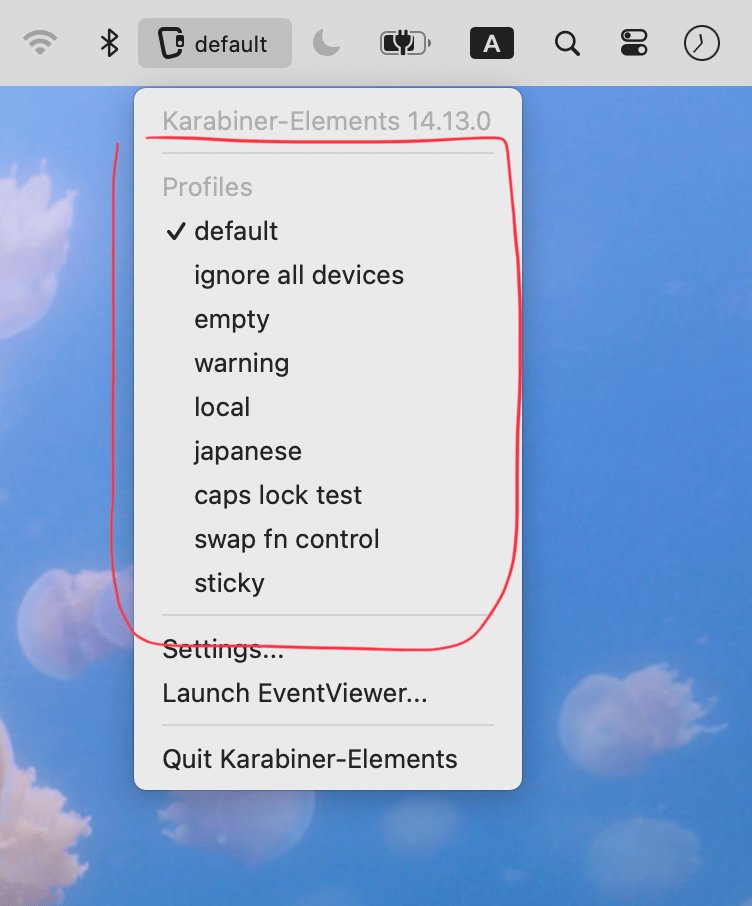 default
A
Karabiner-Elements 14.13.0
Profiles
✓ default
ignore all devices
empty
warning
local
japanese
caps lock test
swap fn control
sticky
Settings...
Launch EventViewer...
Quit Karabiner-Elements